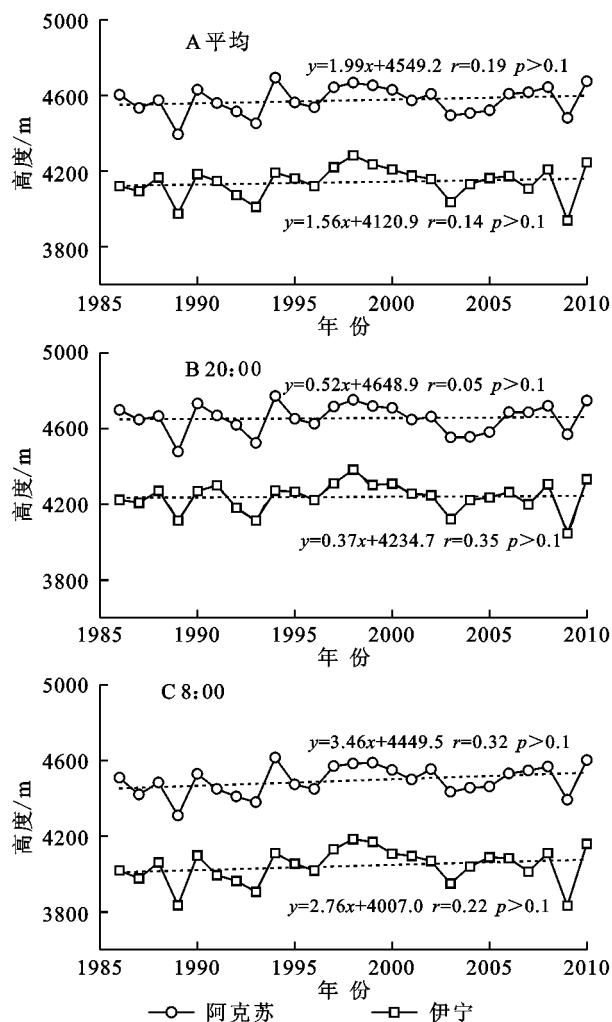 5000
A 平均
y=1.99x+4549.2 r=0.19 p>0.1
4600
高度/m
4200
y=1.56x+4120.9 r=0.14 p>0.1
3800
1985 1990 1995 2000 2005 2010
年 份
5000
B 20:00
y=0.52x+4648.9 r=0.05 p>0.1
4600
高度/m
4200
y=0.37x+4234.7 r=0.35 p>0.1
3800
1985 1990 1995 2000 2005 2010
年 份
5000
C 8:00
y=3.46x+4449.5 r=0.32 p>0.1
4600
高度/m
4200
3800
y=2.76x+4007.0 r=0.22 p>0.1
1985 1990 1995 2000 2005 2010
年 份
阿克苏 伊宁